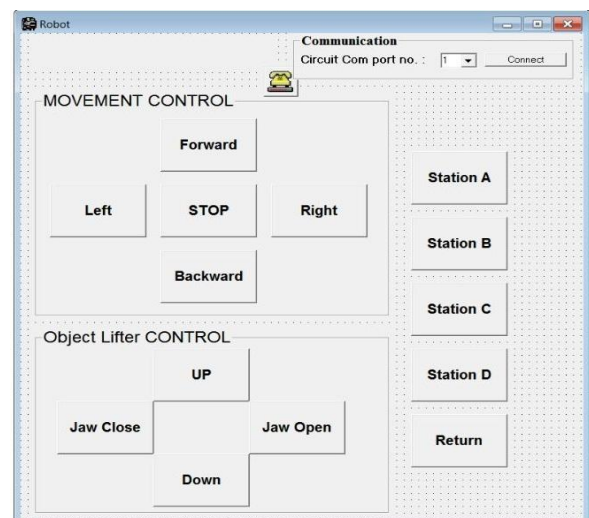 Robot
Communication
Circuit Com port no. : 1 Connect
MOVEMENT CONTROL
Forward
Left STOP Right
Backward
Station A
Station B
Station C
Station D
Return
Object Lifter CONTROL
UP
Jaw Close Jaw Open
Down